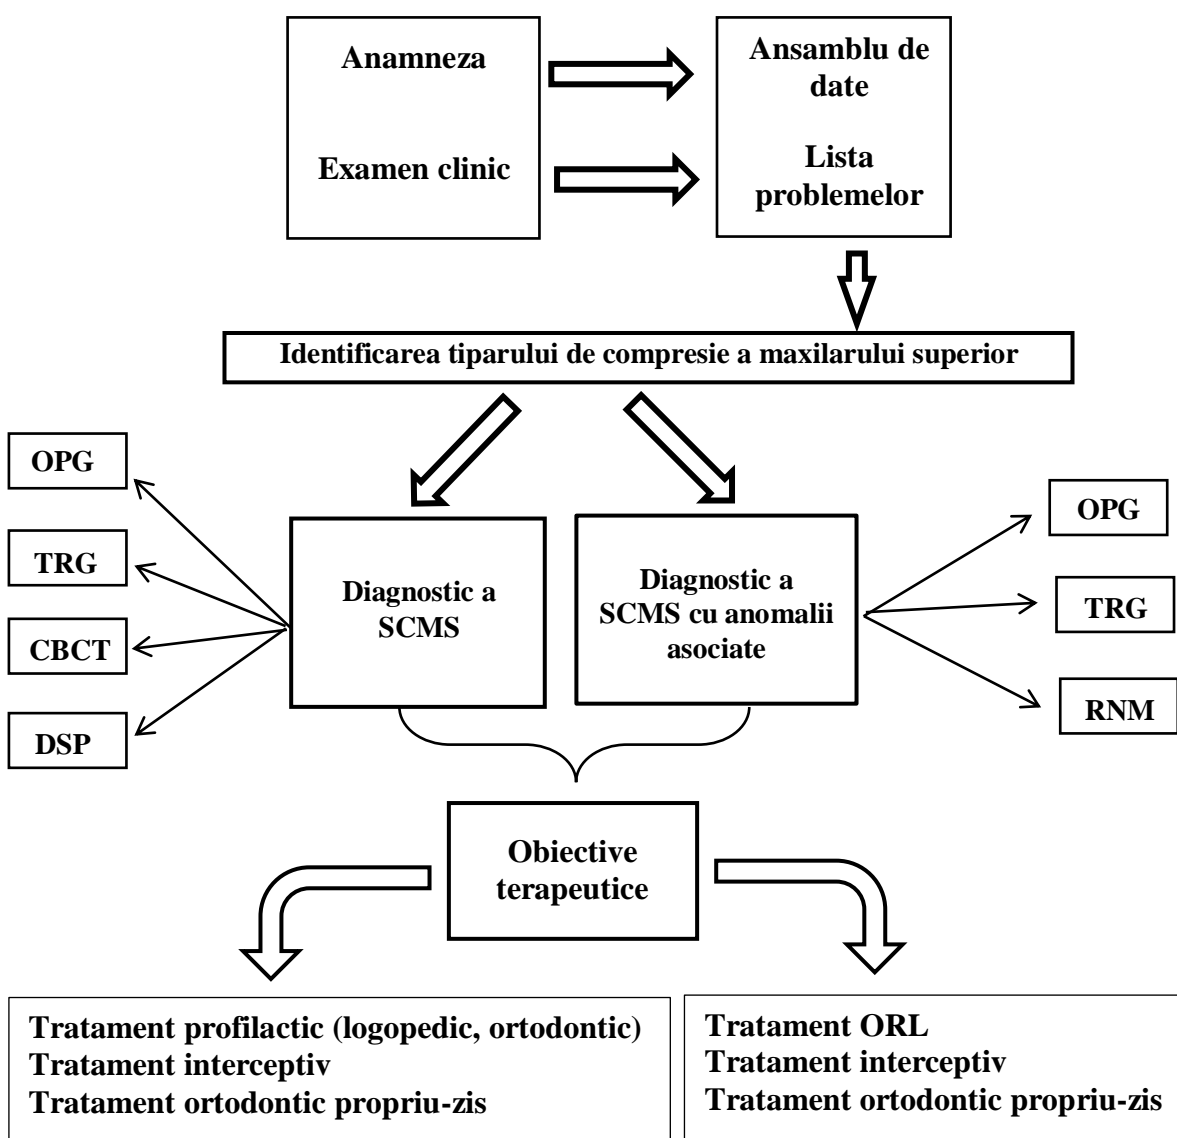 Anamneza
Examen clinic
Ansamblu de
date
Lista
problemelor
Identificarea tiparului de compresie a maxilarului superior
OPG
TRG
CBCT
DSP
Diagnostic a
SCMS
Diagnostic a
SCMS cu anomalii
asociate
OPG
TRG
RNM
Obiective
terapeutice
Tratament profilactic (logopedic, ortodontic)
Tratament interceptiv
Tratament ortodontic propriu-zis
Tratament ORL
Tratament interceptiv
Tratament ortodontic propriu-zis